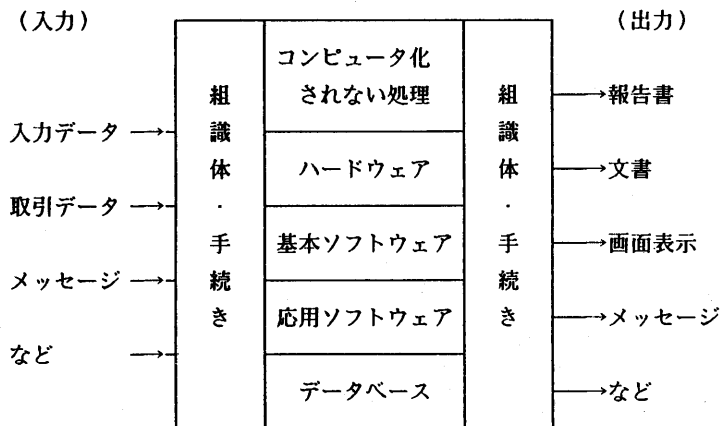 (入力)
入力データ
取引データ
メッセージ
など
組識体・手続き
コンピュータ化
されない処理
ハードウェア
基本ソフトウェア
応用ソフトウェア
データベース
組識体・手続き
(出力)
報告書
文書
画面表示
メッセージ
など